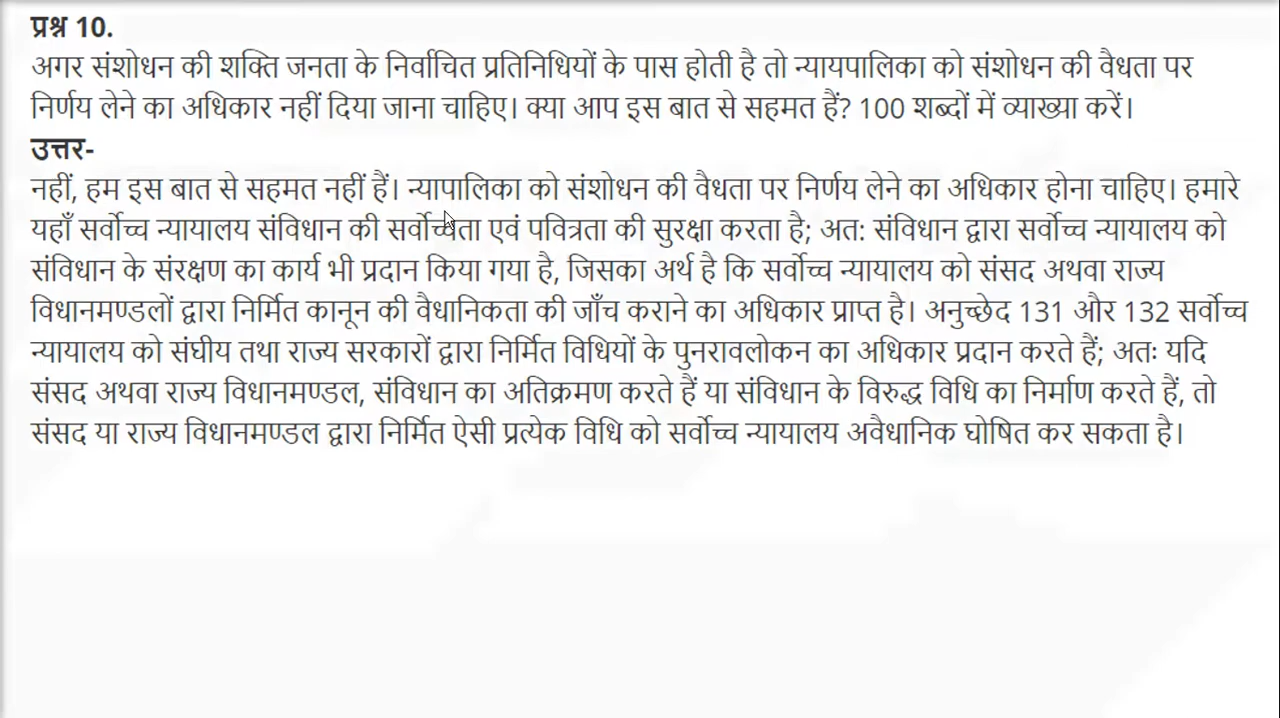 प्रश्न 10.
अगर संशोधन की शक्ति जनता के निर्वाचित प्रतिनिधियों के पास होती है तो न्यायपालिका को संशोधन की वैधता पर
निर्णय लेने का अधिकार नहीं दिया जाना चाहिए। क्या आप इस बात से सहमत हैं? 100 शब्दों में व्याख्या करें।
उत्तर-
नहीं, हम इस बात से सहमत नहीं हैं। न्यापालिका को संशोधन की वैधता पर निर्णय लेने का अधिकार होना चाहिए। हमारे
यहाँ सर्वोच्च न्यायालय संविधान की सर्वोच्चता एवं पवित्रता की सुरक्षा करता है; अत: संविधान द्वारा सर्वोच्च न्यायालय को
संविधान के संरक्षण का कार्य भी प्रदान किया गया है, जिसका अर्थ है कि सर्वोच्च न्यायालय को संसद अथवा राज्य
विधानमण्डलों द्वारा निर्मित कानून की वैधानिकता की जाँच कराने का अधिकार प्राप्त है। अनुच्छेद 131 और 132 सर्वोच्च
न्यायालय को संघीय तथा राज्य सरकारों द्वारा निर्मित विधियों के पुनरावलोकन का अधिकार प्रदान करते हैं; अतः यदि
संसद अथवा राज्य विधानमण्डल, संविधान का अतिक्रमण करते हैं या संविधान के विरुद्ध विधि का निर्माण करते हैं, तो
संसद या राज्य विधानमण्डल द्वारा निर्मित ऐसी प्रत्येक विधि को सर्वोच्च न्यायालय अवैधानिक घोषित कर सकता है।